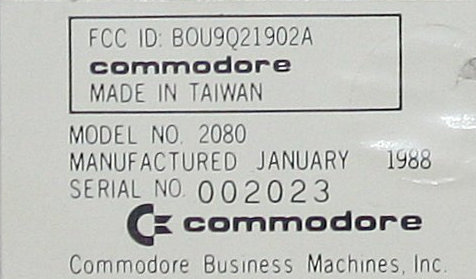 FCC ID: BOU9Q21902A
commodore
MADE IN TAIWAN
MODEL NO. 2080
MANUFACTURED JANUARY 1988
SERIAL NO. 002023
commodore
Commodore Business Machines, Inc.